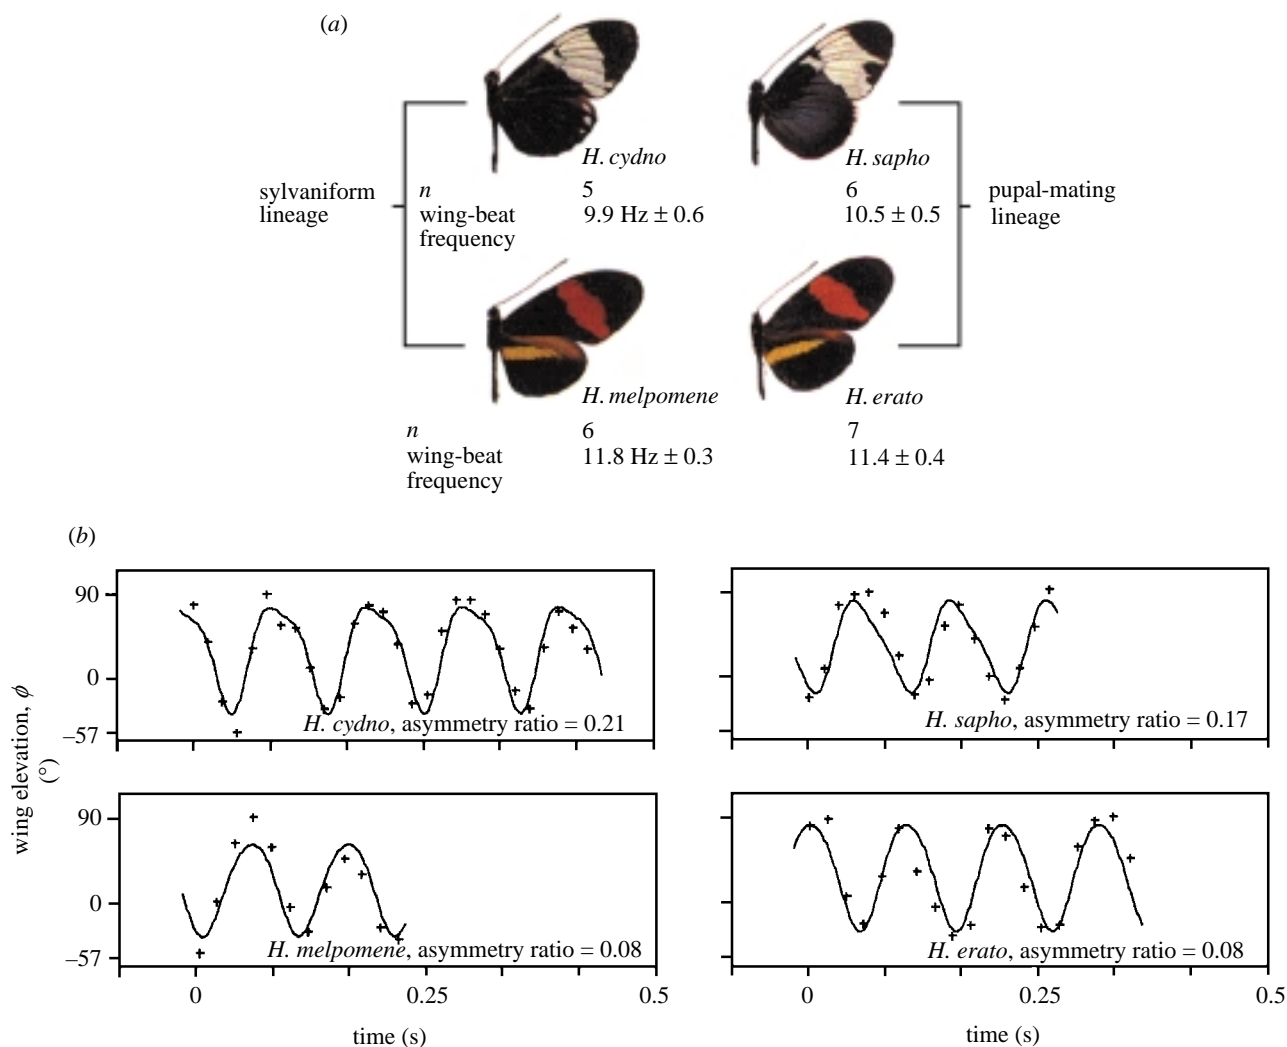 (a)
H. cydno
H. sapho
sylvaniform
lineage
n
5
6
wing-beat
frequency
9.9 Hz ± 0.6
10.5 ± 0.5
pupal-mating
lineage
H. melpomene
H. erato
n
6
7
wing-beat
frequency
11.8 Hz ± 0.3
11.4 ± 0.4
(b)
wing elevation, ϕ
(°)
90
0
–57
H. cydno, asymmetry ratio = 0.21
H. sapho, asymmetry ratio = 0.17
90
0
–57
H. melpomene, asymmetry ratio = 0.08
H. erato, asymmetry ratio = 0.08
0
0.25
0.5
0
0.25
0.5
time (s)
time (s)